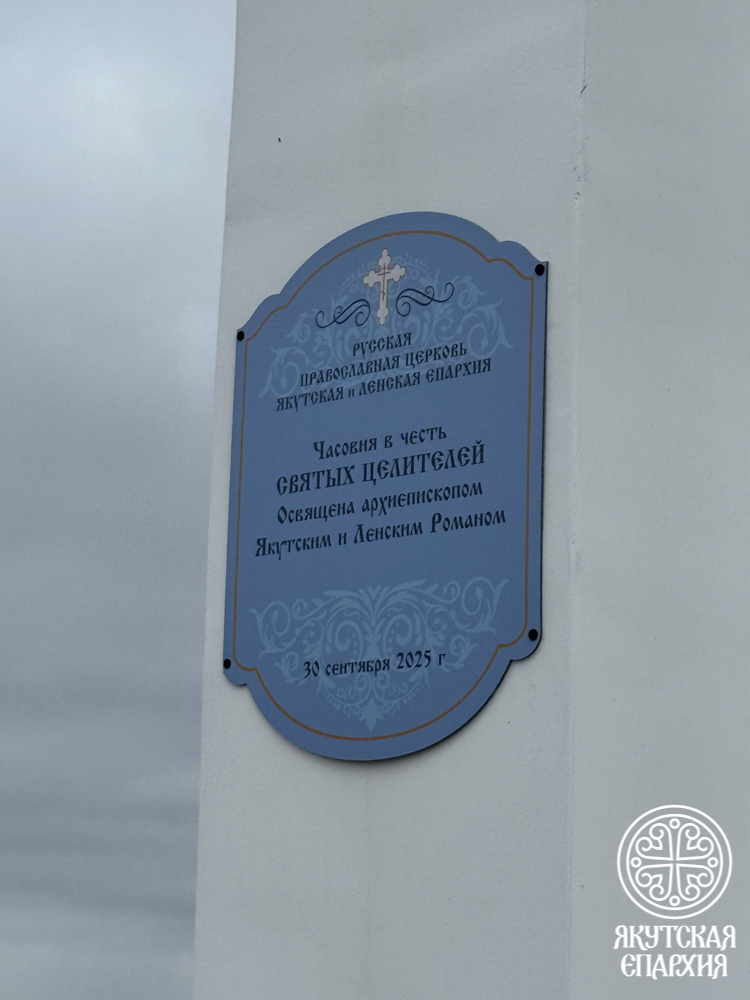 РУССКАЯ
ПРАВОСЛАВНАЯ ЦЕРКОВЬ
ЯКУТСКАЯ и ЛЕНСКАЯ ЕПАРХИЯ
Часовня в честь
СВЯТЫХ ЦЕЛИТЕЛЕЙ
Освящена архиепископом
Якутским и Ленским Романом
30 сентября 2025 г
ЯКУТСКАЯ
ЕПАРХИЯ